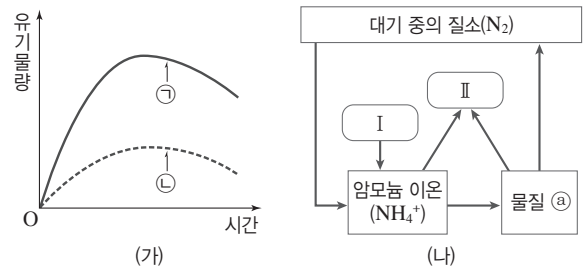 유기물량
㉠
㉡
O
시간
(가)
대기 중의 질소(N₂)
Ⅰ
Ⅱ
암모늄 이온
(NH₄⁺)
물질 ⓐ
(나)